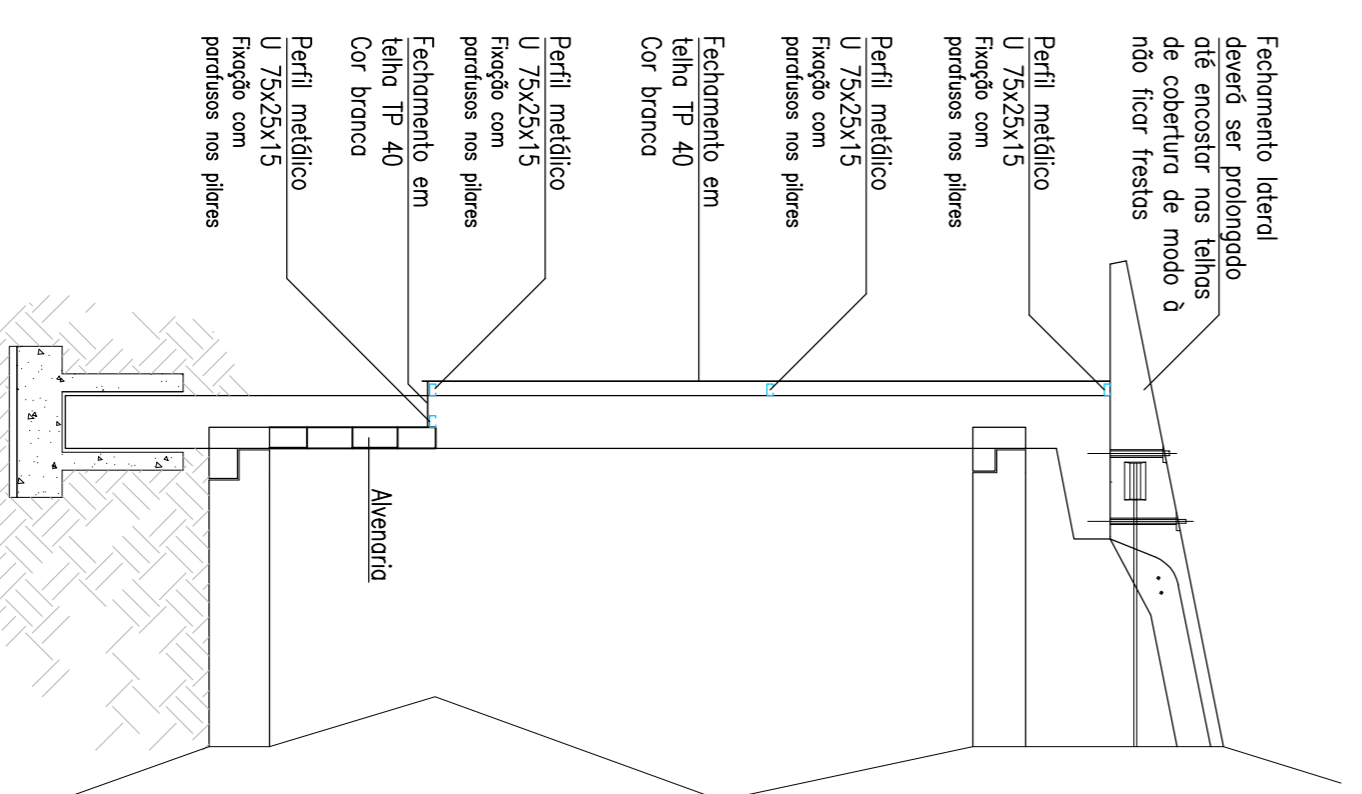 Fechamento lateral
deverá ser prolongado
até encostar nas telhas
de cobertura de modo à
não ficar frestas
Perfil metálico
U 75x25x15
Fixação com
parafusos nos pilares
Perfil metálico
U 75x25x15
Fixação com
parafusos nos pilares
Fechamento em
telha TP 40
Cor branca
Perfil metálico
U 75x25x15
Fixação com
parafusos nos pilares
Fechamento em
telha TP 40
Cor branca
Perfil metálico
U 75x25x15
Fixação com
parafusos nos pilares
Alvenaria